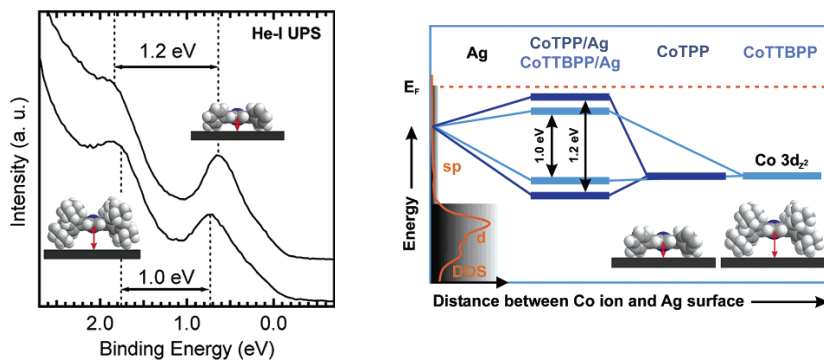 He-I UPS
1.2 eV
1.0 eV
Intensity (a. u.)
2.0 1.0 0.0
Binding Energy (eV)
Ag CoTPP/Ag CoTPP CoTTBPP
CoTTBPP/Ag
E_F
1.0 eV
1.2 eV
Co 3d_z²
sp
d
DOS
Energy
Distance between Co ion and Ag surface